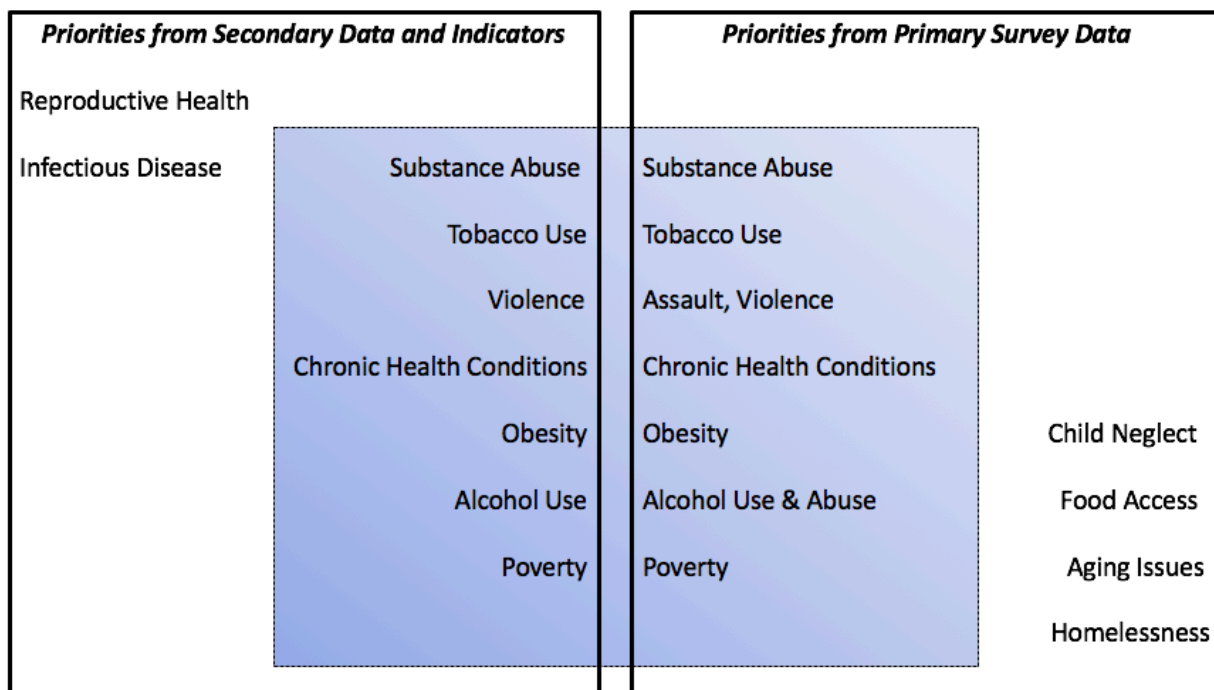 Priorities from Secondary Data and Indicators
Reproductive Health
Infectious Disease
Substance Abuse
Tobacco Use
Violence
Chronic Health Conditions
Obesity
Alcohol Use
Poverty
Priorities from Primary Survey Data
Substance Abuse
Tobacco Use
Assault, Violence
Chronic Health Conditions
Obesity
Alcohol Use & Abuse
Poverty
Child Neglect
Food Access
Aging Issues
Homelessness